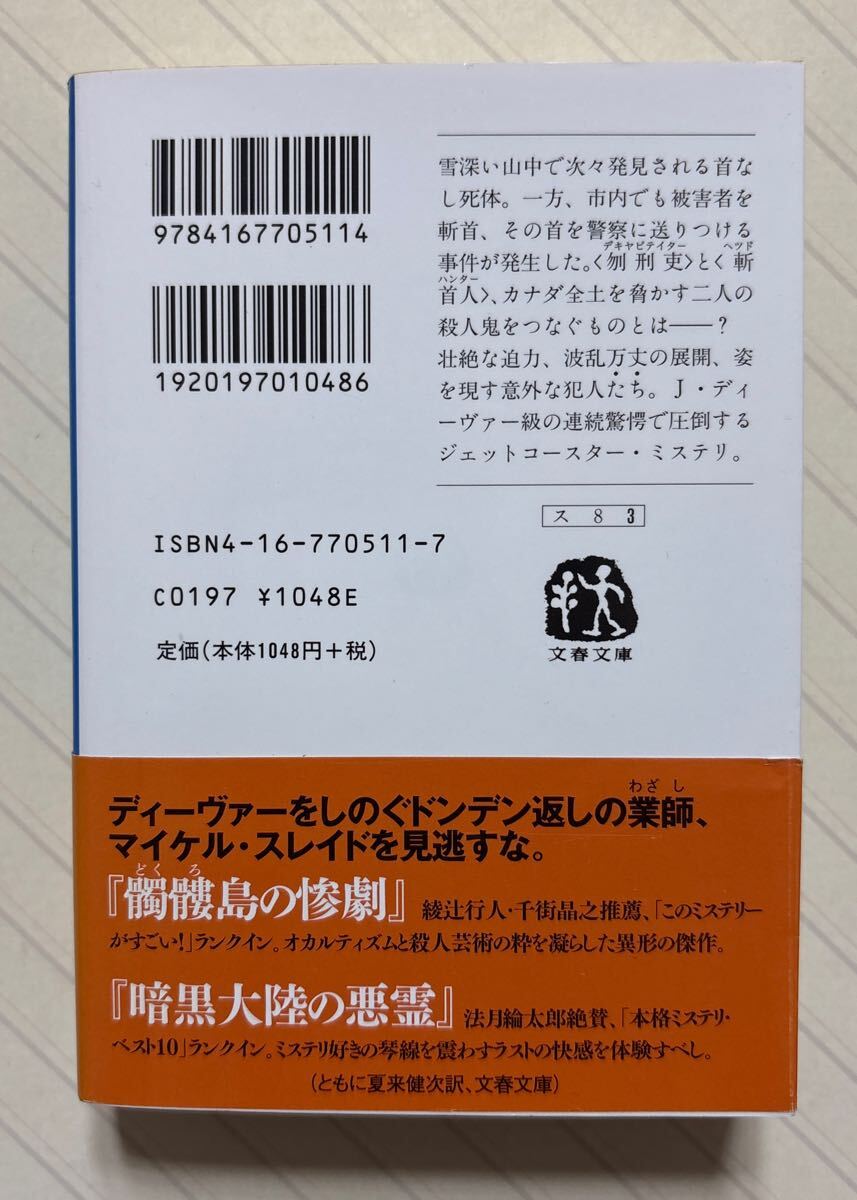 9784167705114
1920197010486
雪深い山中で次々発見される首な
し死体。一方、市内でも被害者を
斬首、その首を警察に送りつける
デキャピテイター ヘッド
事件が発生した。〈刎刑吏〉と〈斬
ハンター
首人〉、カナダ全土を脅かす二人の
殺人鬼をつなぐものとは――?
壮絶な迫力、波乱万丈の展開、姿
を現す意外な犯人たち。J・ディ
ーヴァー級の連続驚愕で圧倒する
ジェットコースター・ミステリ。
ス 8 3
ISBN4-16-770511-7
C0197 ¥1048E
定価(本体1048円+税)
文春文庫
わざ し
ディーヴァーをしのぐドンデン返しの業師、
マイケル・スレイドを見逃すな。
どく ろ
『髑髏島の惨劇』 綾辻行人・千街晶之推薦、「このミステリー
がすごい!」ランクイン。オカルティズムと殺人芸術の粋を凝らした異形の傑作。
『暗黒大陸の悪霊』 法月綸太郎絶賛、「本格ミステリ・
ベスト10」ランクイン。ミステリ好きの琴線を震わすラストの快感を体験すべし。
(ともに夏来健次訳、文春文庫)